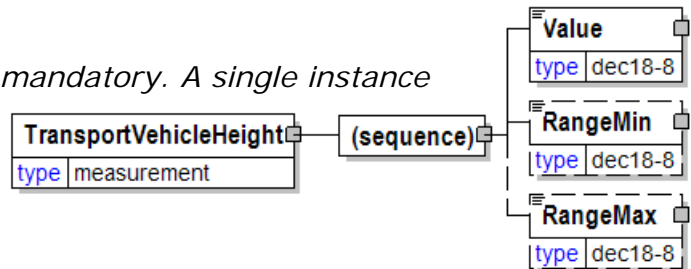 mandatory. A single instance
TransportVehicleHeight
type measurement
(sequence)
Value
type dec18-8
RangeMin
type dec18-8
RangeMax
type dec18-8